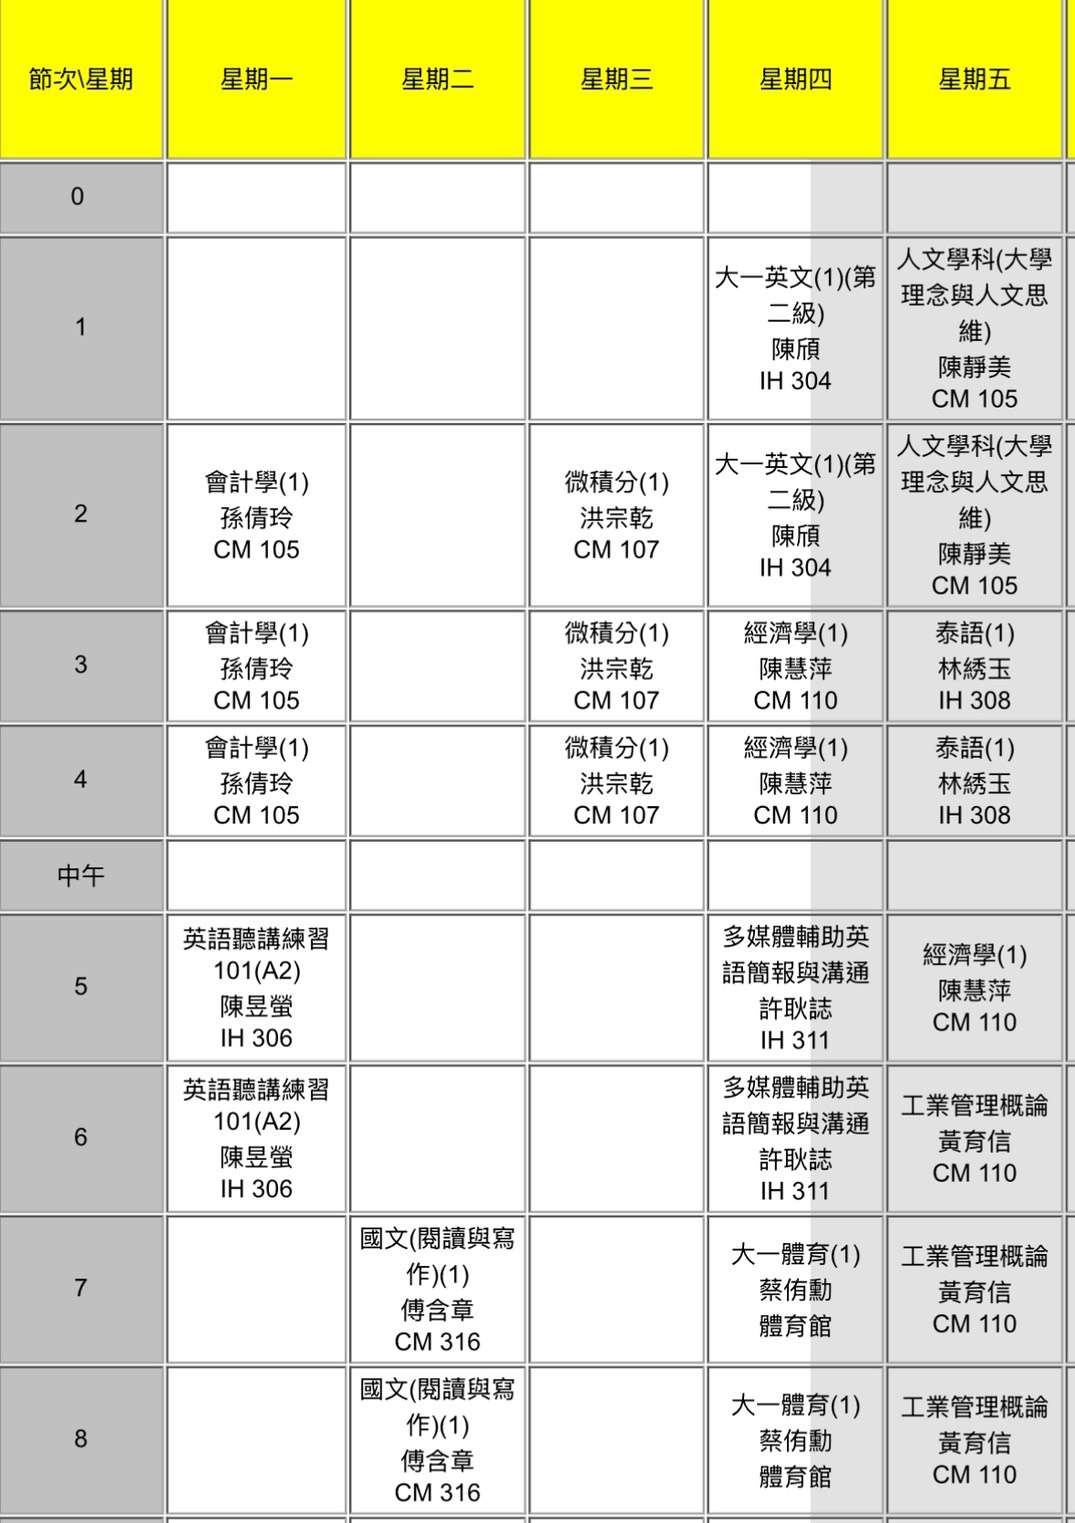 節次\星期
星期一
星期二
星期三
星期四
星期五
0
1
大一英文(1)(第
二級)
陳頎
IH 304
人文學科(大學
理念與人文思
維)
陳靜美
CM 105
2
會計學(1)
孫倩玲
CM 105
微積分(1)
洪宗乾
CM 107
大一英文(1)(第
二級)
陳頎
IH 304
人文學科(大學
理念與人文思
維)
陳靜美
CM 105
3
會計學(1)
孫倩玲
CM 105
微積分(1)
洪宗乾
CM 107
經濟學(1)
陳慧萍
CM 110
泰語(1)
林綉玉
IH 308
4
會計學(1)
孫倩玲
CM 105
微積分(1)
洪宗乾
CM 107
經濟學(1)
陳慧萍
CM 110
泰語(1)
林綉玉
IH 308
中午
5
英語聽講練習
101(A2)
陳昱螢
IH 306
多媒體輔助英
語簡報與溝通
許耿誌
IH 311
經濟學(1)
陳慧萍
CM 110
6
英語聽講練習
101(A2)
陳昱螢
IH 306
多媒體輔助英
語簡報與溝通
許耿誌
IH 311
工業管理概論
黃育信
CM 110
7
國文(閱讀與寫
作)(1)
傅含章
CM 316
大一體育(1)
蔡侑勳
體育館
工業管理概論
黃育信
CM 110
8
國文(閱讀與寫
作)(1)
傅含章
CM 316
大一體育(1)
蔡侑勳
體育館
工業管理概論
黃育信
CM 110